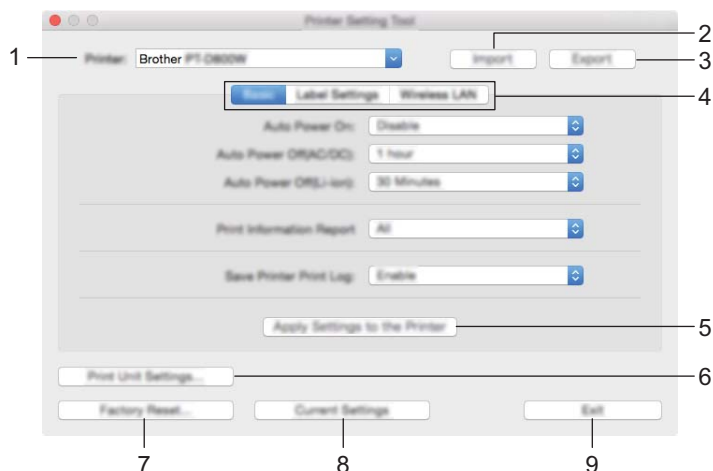 Printer Setting Tool
2
1
Printer: Brother PT-D800W
Import
Export
3
Basic
Label Settings
Wireless LAN
4
Auto Power On: Disable
Auto Power Off(AC/DC): 1 hour
Auto Power Off(Li-ion): 30 Minutes
Print Information Report All
Save Printer Print Log: Enable
Apply Settings to the Printer
5
Print Unit Settings...
6
Factory Reset...
Current Settings
Exit
7
8
9